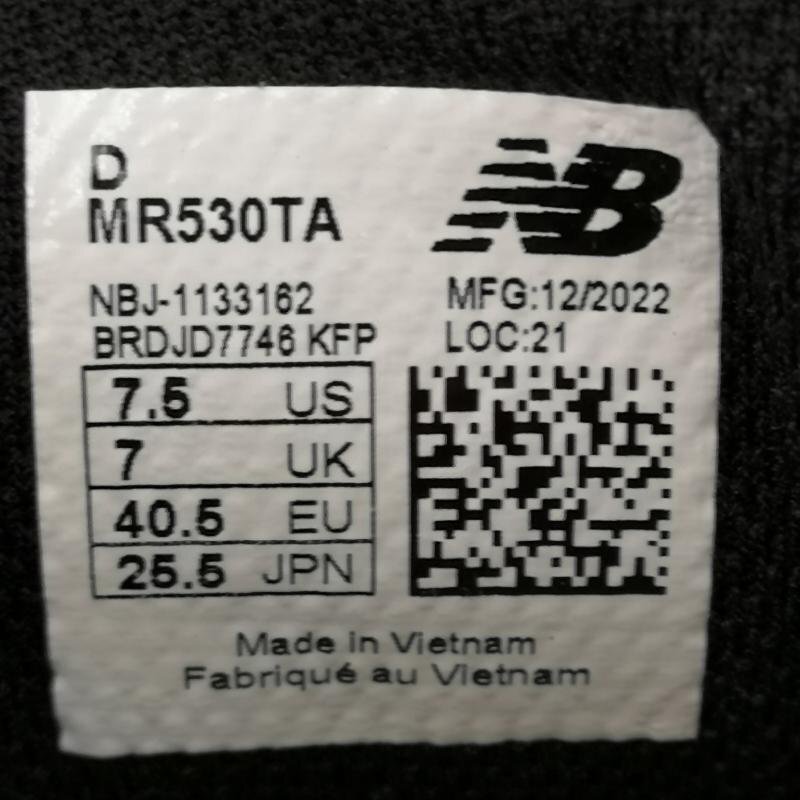 D
MR530TA
NB
NBJ-1133162
MFG:12/2022
BRDJD7746 KFP
LOC:21
7.5 US
7 UK
40.5 EU
25.5 JPN
Made in Vietnam
Fabriqué au Vietnam